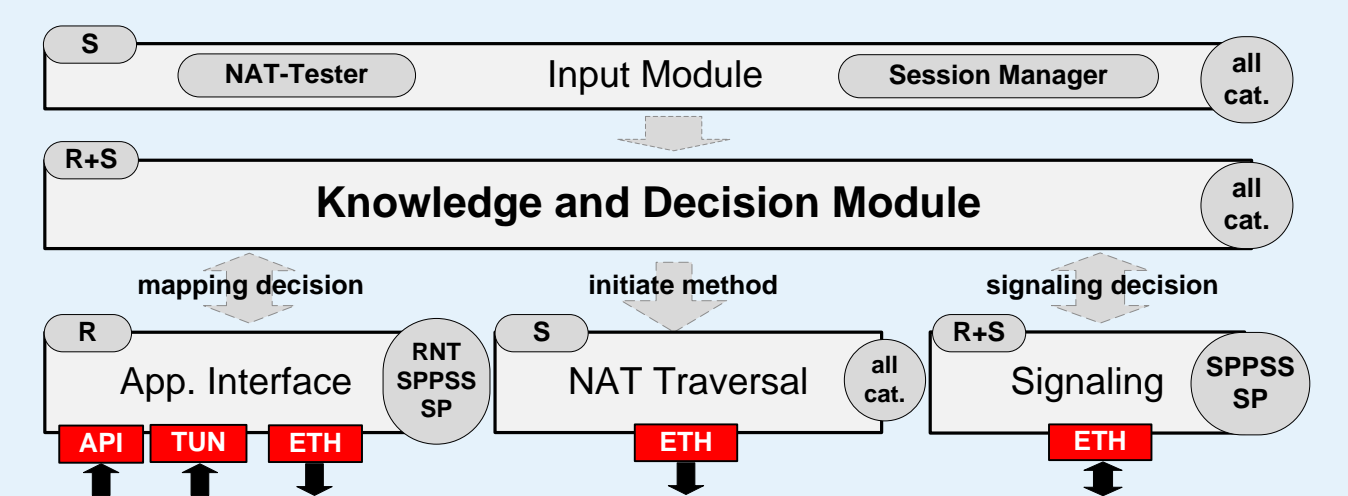 S
NAT-Tester
Input Module
Session Manager
all
cat.
R+S
Knowledge and Decision Module
all
cat.
mapping decision
initiate method
signaling decision
R
App. Interface
RNT
SPPSS
SP
S
NAT Traversal
all
cat.
R+S
Signaling
SPPSS
SP
API
TUN
ETH
ETH
ETH